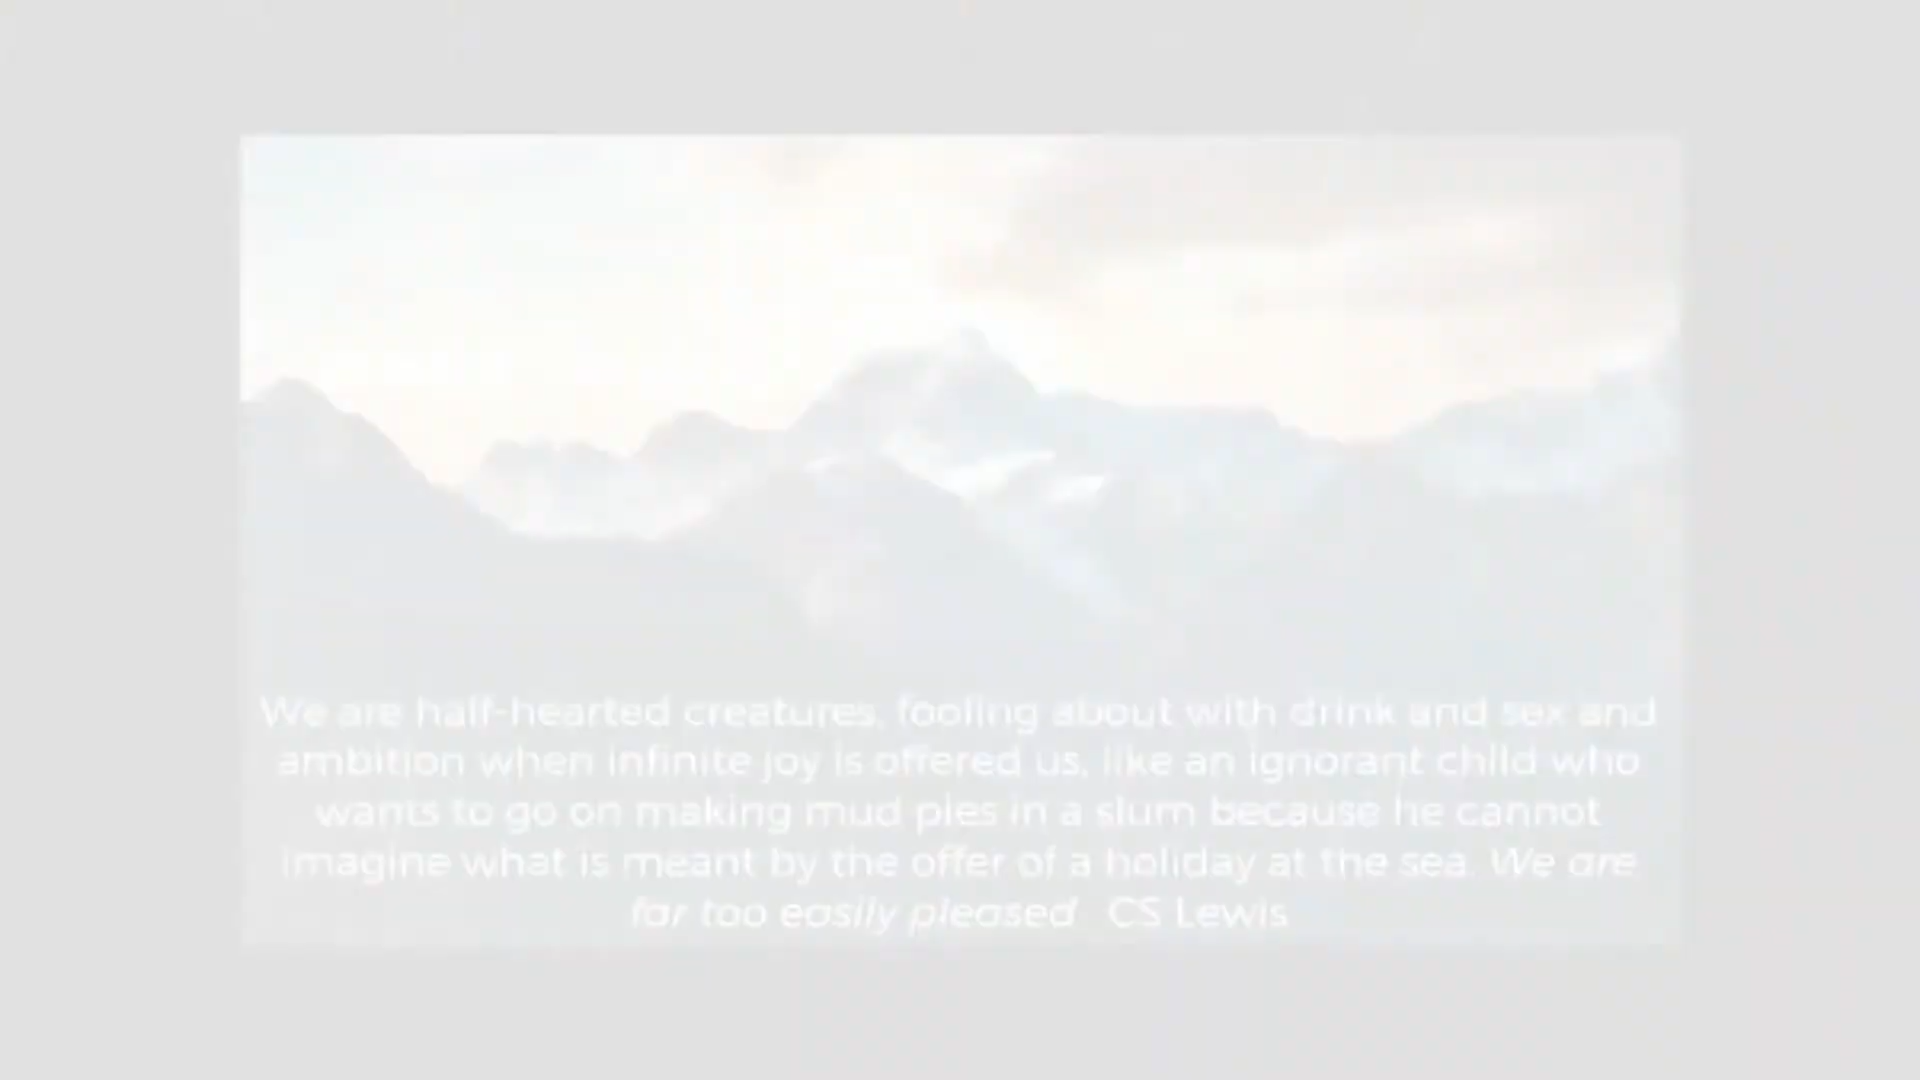 We are half-hearted creatures, fooling about with drink and sex and
ambition when infinite joy is offered us, like an ignorant child who
wants to go on making mud pies in a slum because he cannot
imagine what is meant by the offer of a holiday at the sea. We are
far too easily pleased CS Lewis